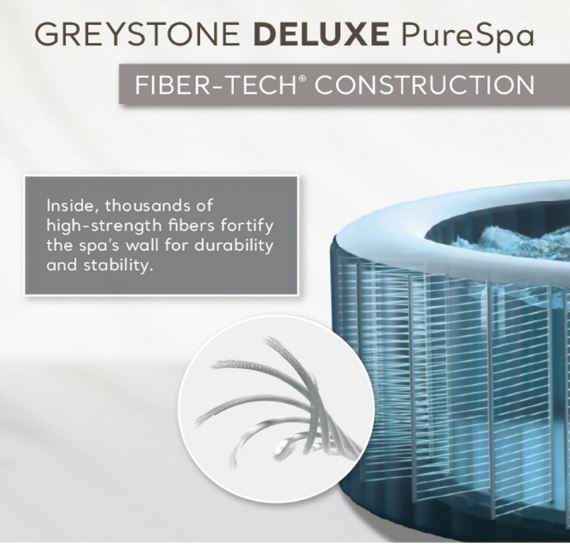 GREYSTONE DELUXE PureSpa
FIBER-TECH® CONSTRUCTION
Inside, thousands of
high-strength fibers fortify
the spa's wall for durability
and stability.